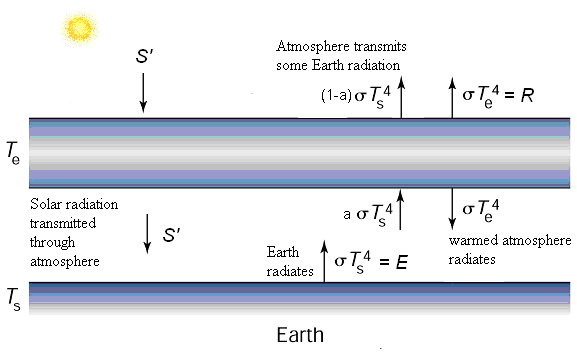 S'
Atmosphere transmits
some Earth radiation
(1-a) σTs⁴
σTe⁴ = R
Te
Solar radiation
transmitted
through
atmosphere
S'
a σTs⁴
σTe⁴
warmed atmosphere
radiates
Earth
radiates
σTs⁴ = E
Ts
Earth